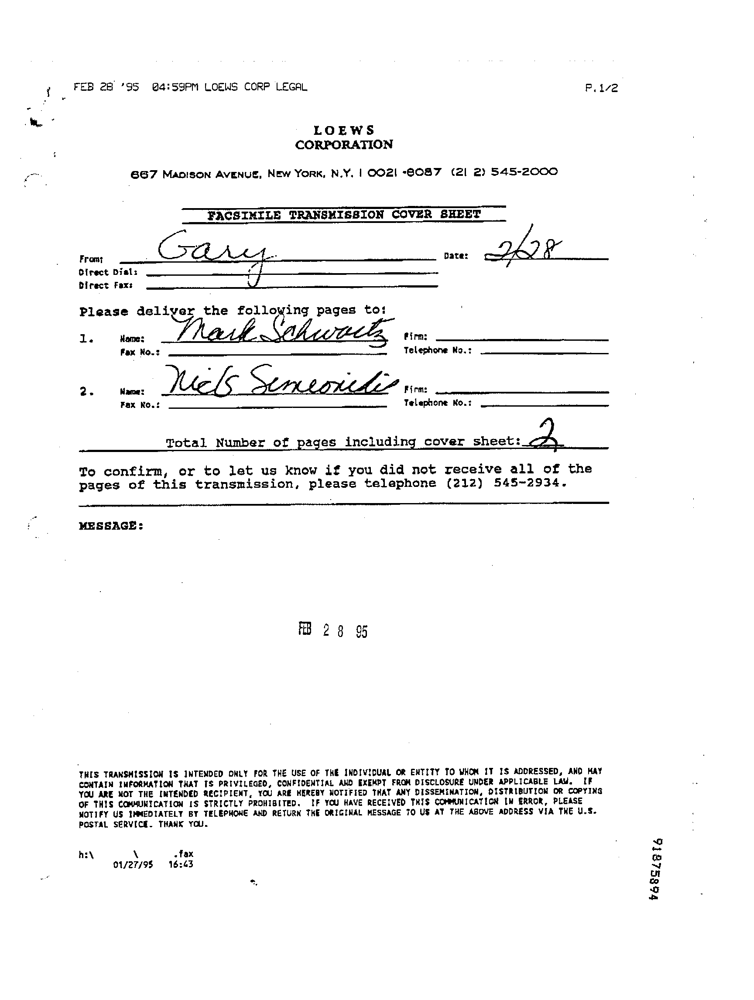 FEB 28 '95 04:59PM LOEWS CORP LEGAL P.1/2
LOEWS
CORPORATION
667 MADISON AVENUE, NEW YORK, N.Y. 10021-8087 (212) 545-2000
FACSIMILE TRANSMISSION COVER SHEET
From: Gary Date: 2/28
Direct Dial:
Direct Fax:
Please deliver the following pages to:
1. Name: Mark Schwartz Firm:
Fax No.: Telephone No.:
2. Name: Niels Simeonidis Firm:
Fax No.: Telephone No.:
Total Number of pages including cover sheet: 2
To confirm, or to let us know if you did not receive all of the
pages of this transmission, please telephone (212) 545-2934.
MESSAGE:
FEB 28 95
THIS TRANSMISSION IS INTENDED ONLY FOR THE USE OF THE INDIVIDUAL OR ENTITY TO WHOM IT IS ADDRESSED, AND MAY
CONTAIN INFORMATION THAT IS PRIVILEGED, CONFIDENTIAL AND EXEMPT FROM DISCLOSURE UNDER APPLICABLE LAW. IF
YOU ARE NOT THE INTENDED RECIPIENT, YOU ARE HEREBY NOTIFIED THAT ANY DISSEMINATION, DISTRIBUTION OR COPYING
OF THIS COMMUNICATION IS STRICTLY PROHIBITED. IF YOU HAVE RECEIVED THIS COMMUNICATION IN ERROR, PLEASE
NOTIFY US IMMEDIATELY BY TELEPHONE AND RETURN THE ORIGINAL MESSAGE TO US AT THE ABOVE ADDRESS VIA THE U.S.
POSTAL SERVICE. THANK YOU.
h:\ \ .fax
01/27/95 16:43
91875894